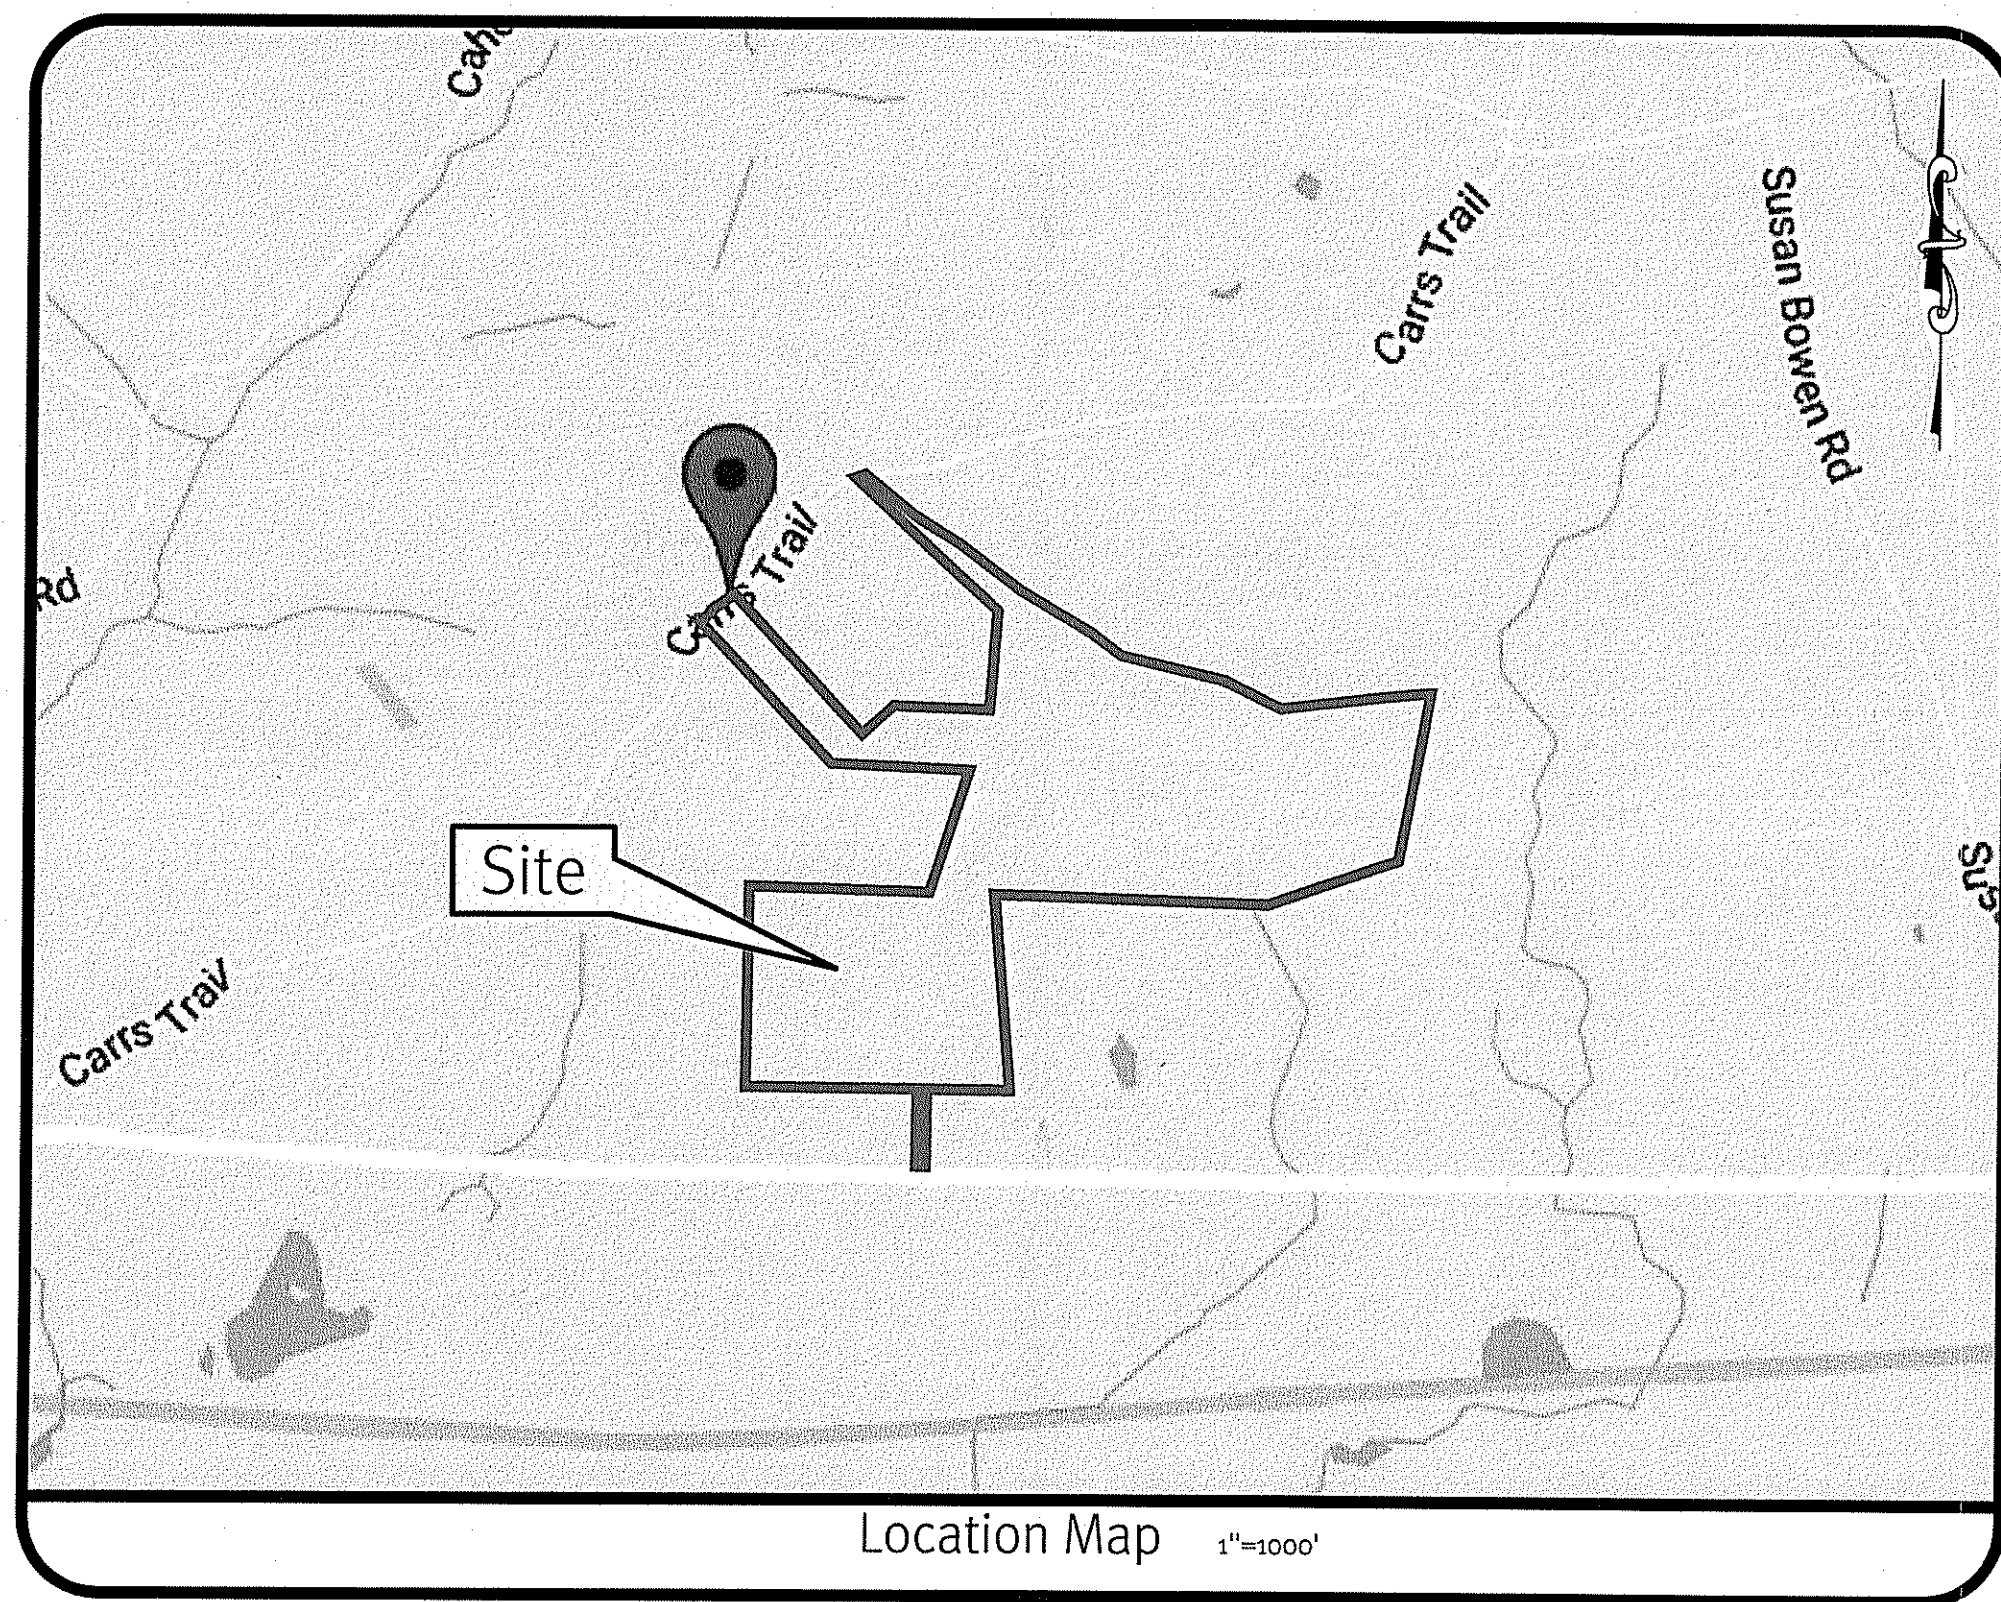 Carrs Trail
Susan Bowen Rd
Carrs Trail
Rd
Site
Carrs Trail
Location Map 1"=1000'